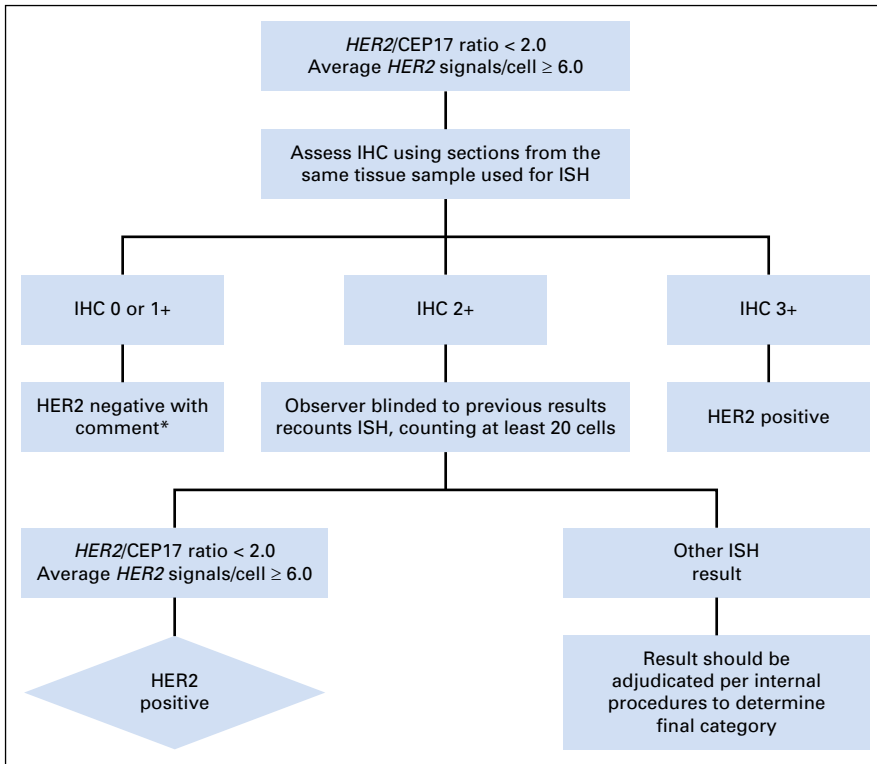 HER2/CEP17 ratio < 2.0
Average HER2 signals/cell ≥ 6.0
Assess IHC using sections from the
same tissue sample used for ISH
IHC 0 or 1+
IHC 2+
IHC 3+
HER2 negative with
comment*
Observer blinded to previous results
recounts ISH, counting at least 20 cells
HER2 positive
HER2/CEP17 ratio < 2.0
Average HER2 signals/cell ≥ 6.0
Other ISH
result
HER2
positive
Result should be
adjudicated per internal
procedures to determine
final category